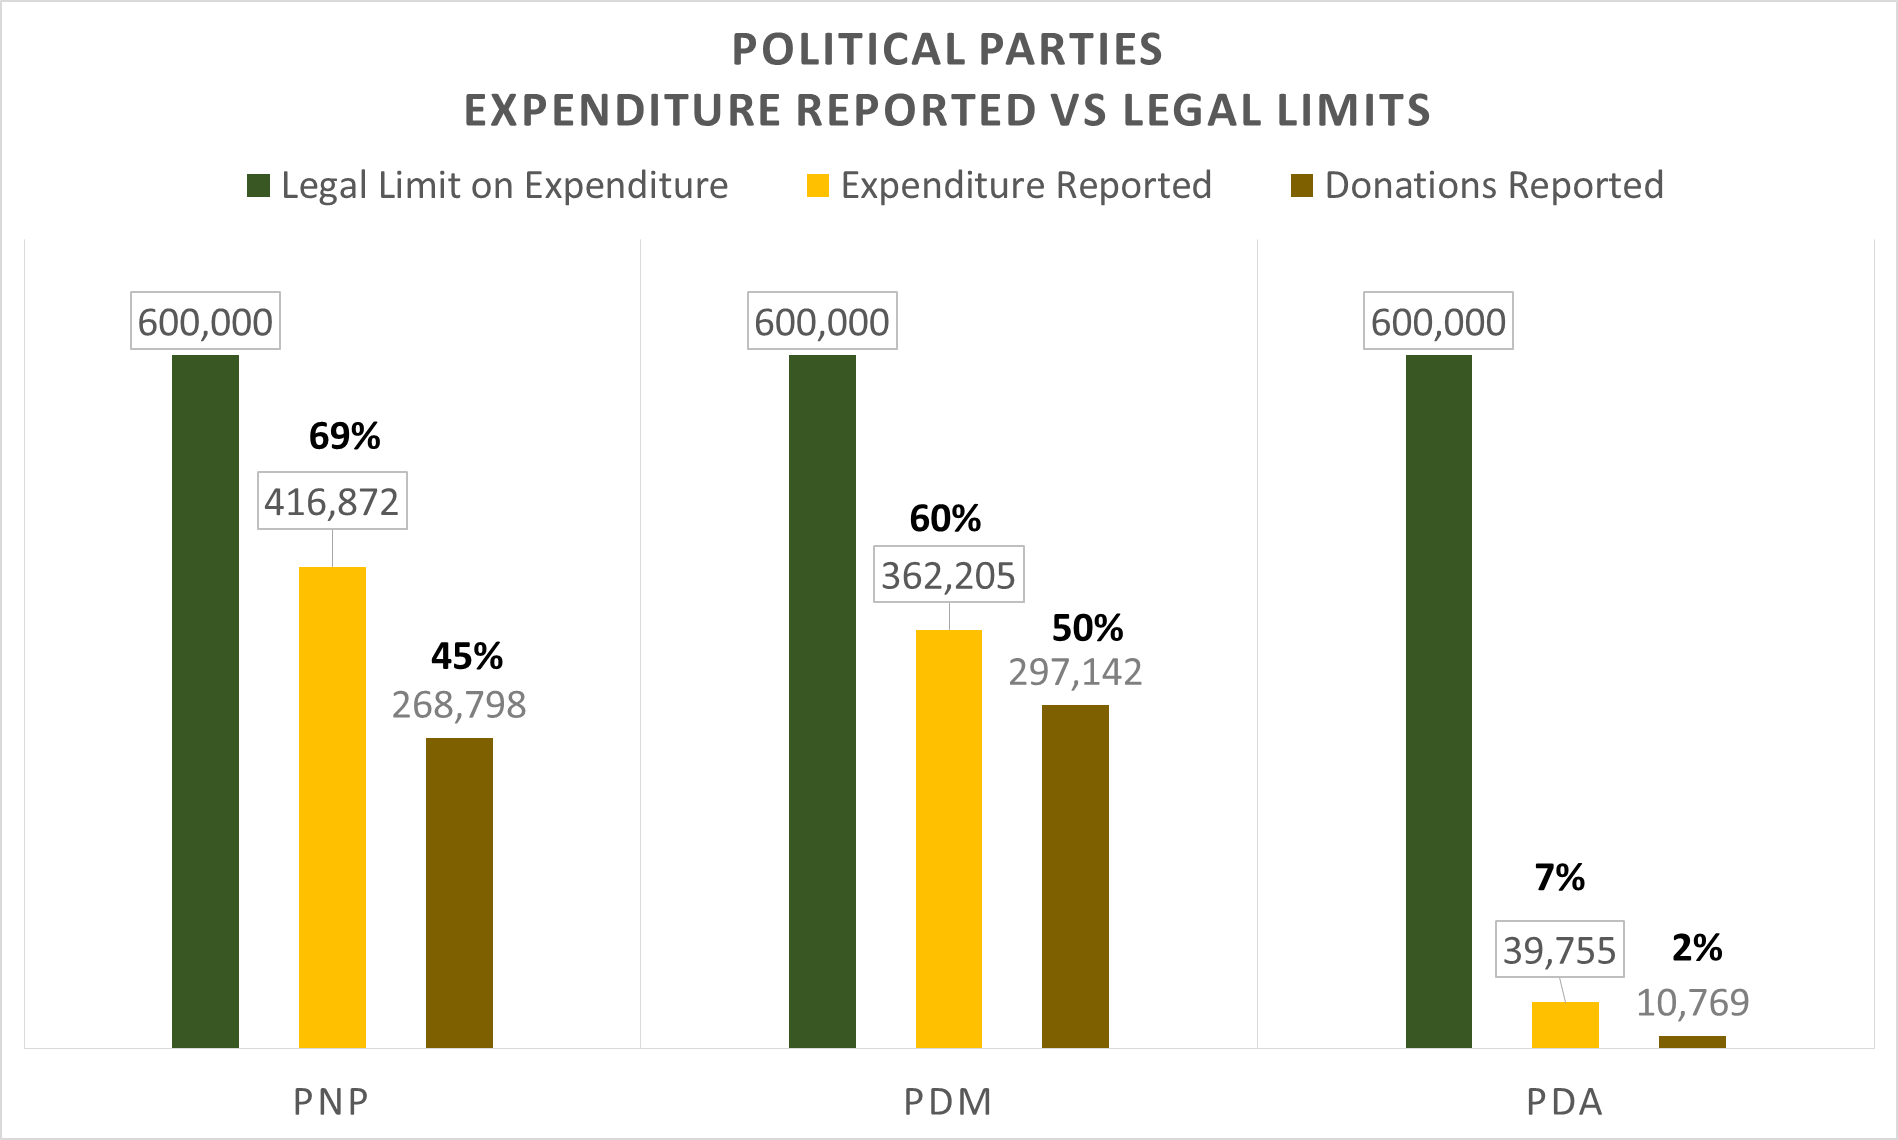 POLITICAL PARTIES
EXPENDITURE REPORTED VS LEGAL LIMITS
Legal Limit on Expenditure
Expenditure Reported
Donations Reported
600,000
69%
416,872
45%
268,798
PNP
600,000
60%
362,205
50%
297,142
PDM
600,000
7%
39,755
2%
10,769
PDA